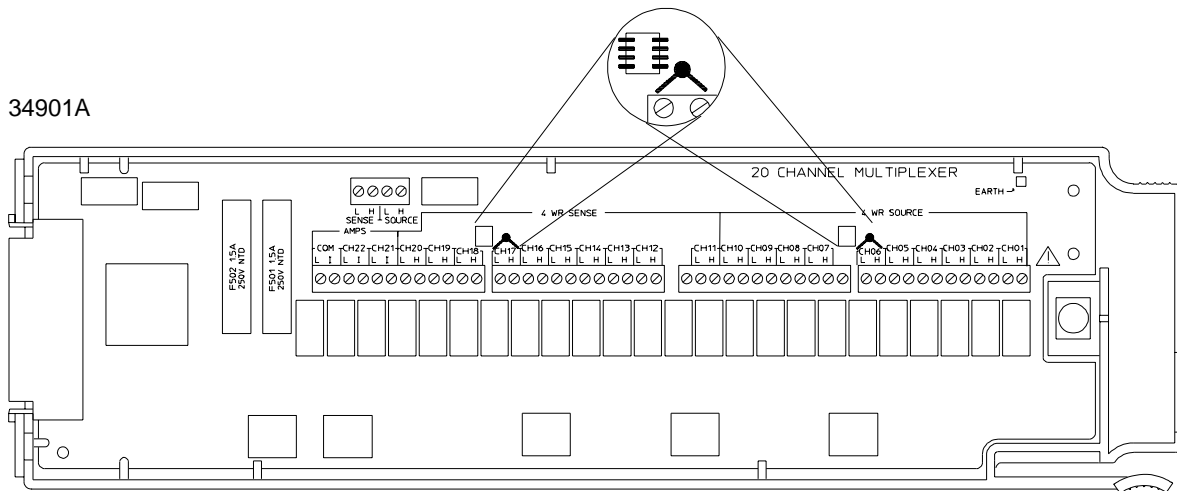 34901A
20 CHANNEL MULTIPLEXER
EARTH
L H L H
SENSE SOURCE
AMPS
4 WR SENSE
4 WR SOURCE
COM CH22 CH21 CH20 CH19 CH18 CH17 CH16 CH15 CH14 CH13 CH12 CH11 CH10 CH09 CH08 CH07 CH06 CH05 CH04 CH03 CH02 CH01
L I L I L I L H L H L H L H L H L H L H L H L H L H L H L H L H L H L H L H L H L H L H L H
F502 1.5A
250V NTD
F501 1.5A
250V NTD